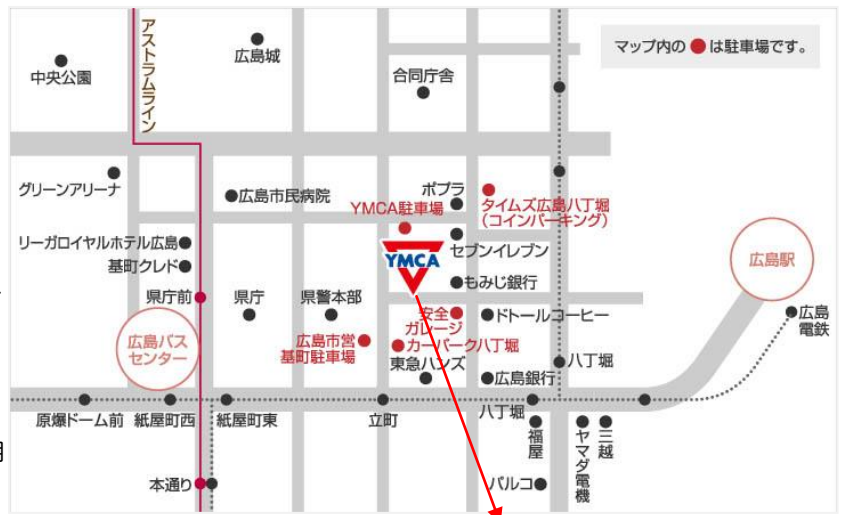 マップ内の●は駐車場です。
中央公園
アストラムライン
広島城
合同庁舎
グリーンアリーナ
広島市民病院
ポプラ
タイムズ広島八丁堀
(コインパーキング)
YMCA駐車場
リーガロイヤルホテル広島
セブンイレブン
YMCA
基町クレド
もみじ銀行
広島駅
県庁前
県庁
県警本部
安全
ガレージ
ドトールコーヒー
広島
電鉄
広島バス
センター
広島市営
基町駐車場
カーパーク八丁堀
東急ハンズ
八丁堀
広島銀行
原爆ドーム前
紙屋町西
紙屋町東
立町
八丁堀
福屋
ヤマダ電機
三越
本通り
パルコ